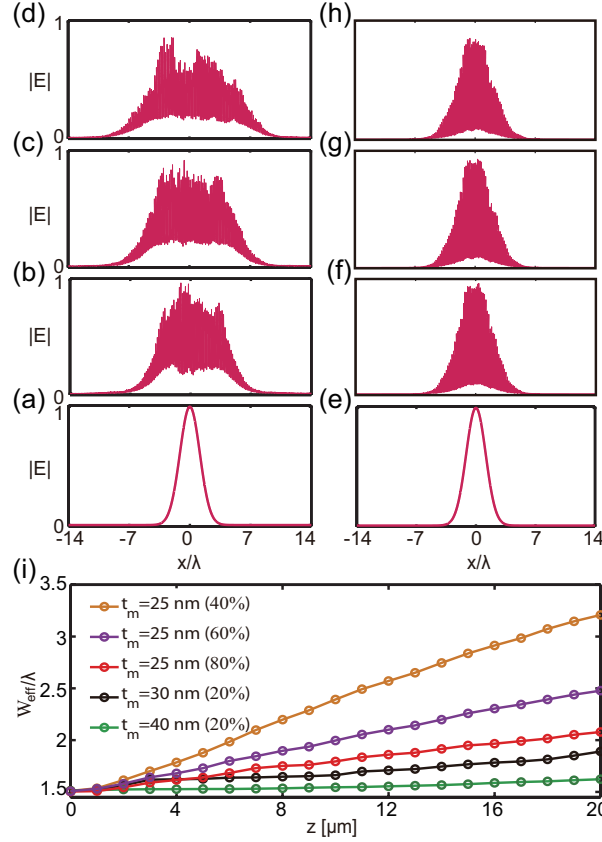 (d) (h)
1
|E|
0
(c) (g)
1
|E|
0
(b) (f)
1
|E|
0
(a) (e)
1
|E|
0
-14 -7 0 7 14 -14 -7 0 7 14
x/λ x/λ
(i)
3.5
3
2.5
2
1.5
W_eff/λ
t_m=25 nm (40%)
t_m=25 nm (60%)
t_m=25 nm (80%)
t_m=30 nm (20%)
t_m=40 nm (20%)
0 4 8 12 16 20
z [μm]